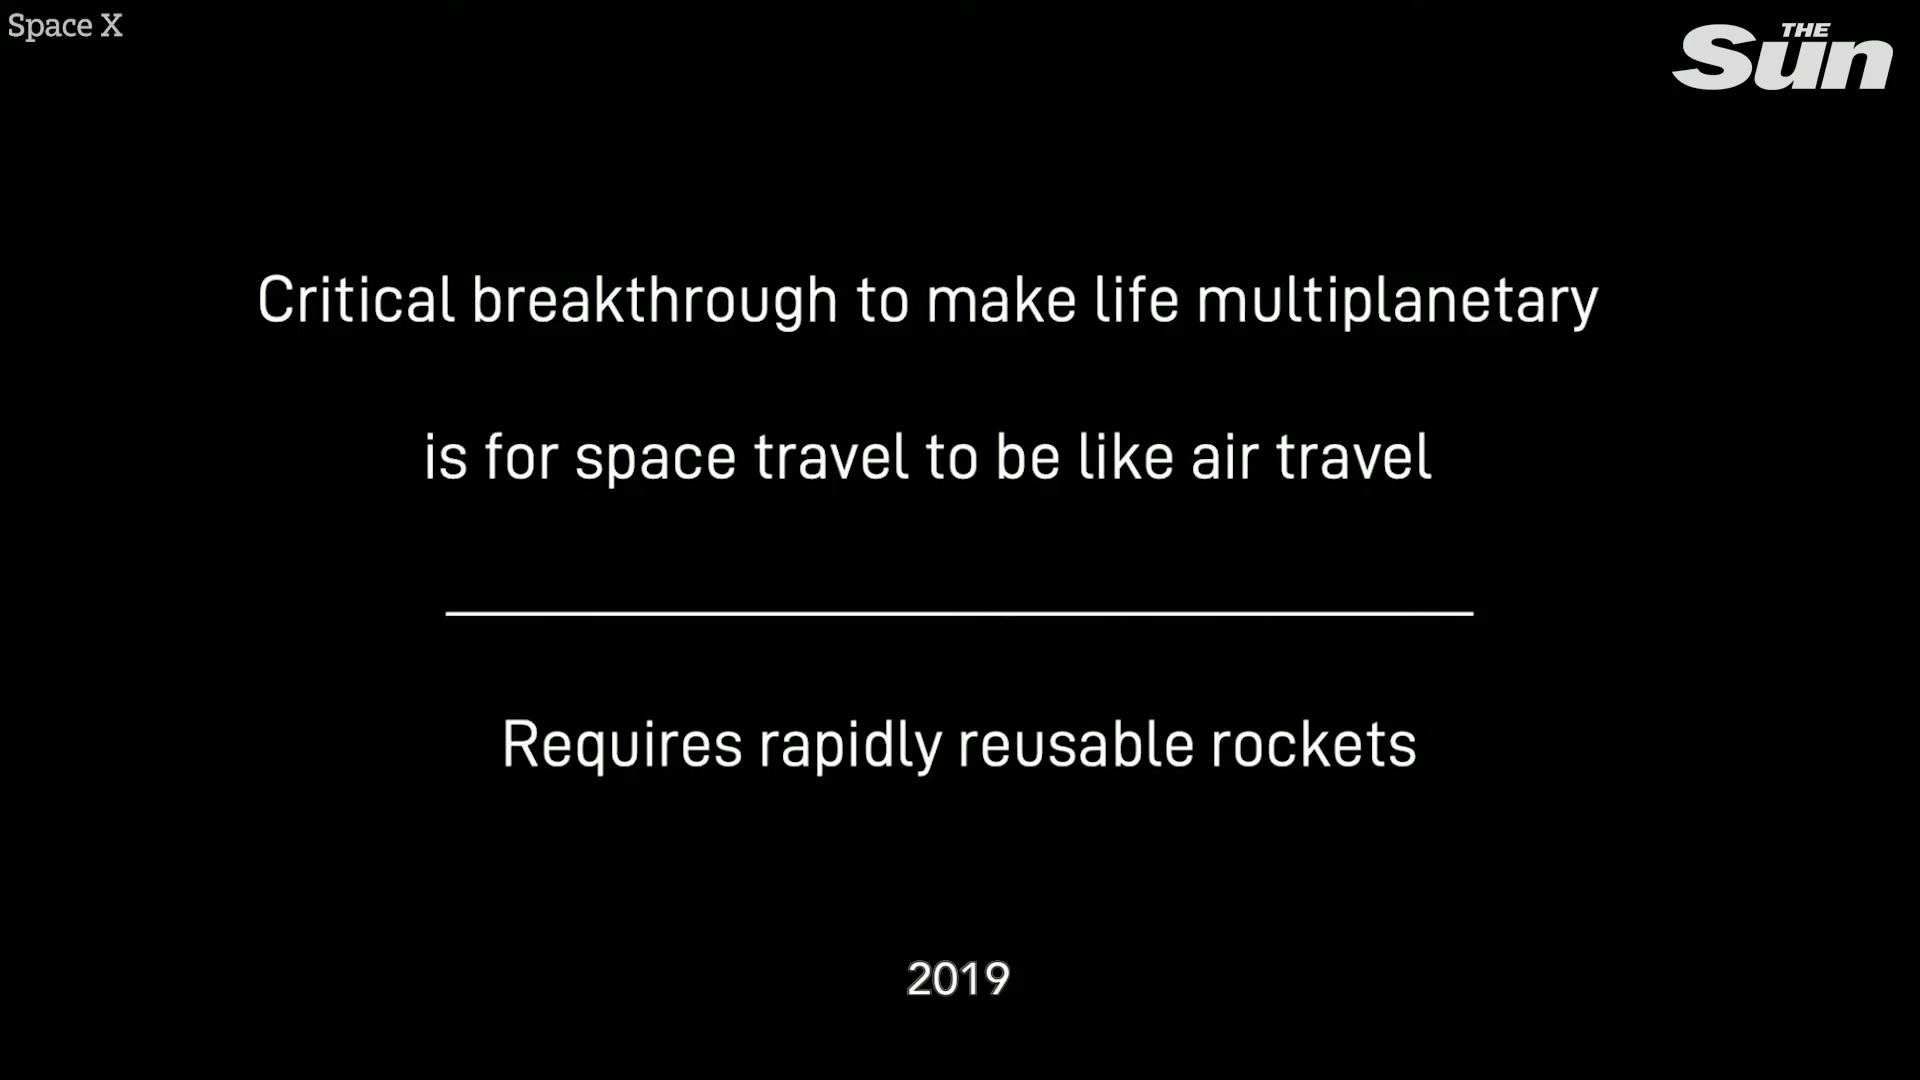 Space X
THE
Sun
Critical breakthrough to make life multiplanetary
is for space travel to be like air travel
Requires rapidly reusable rockets
2019